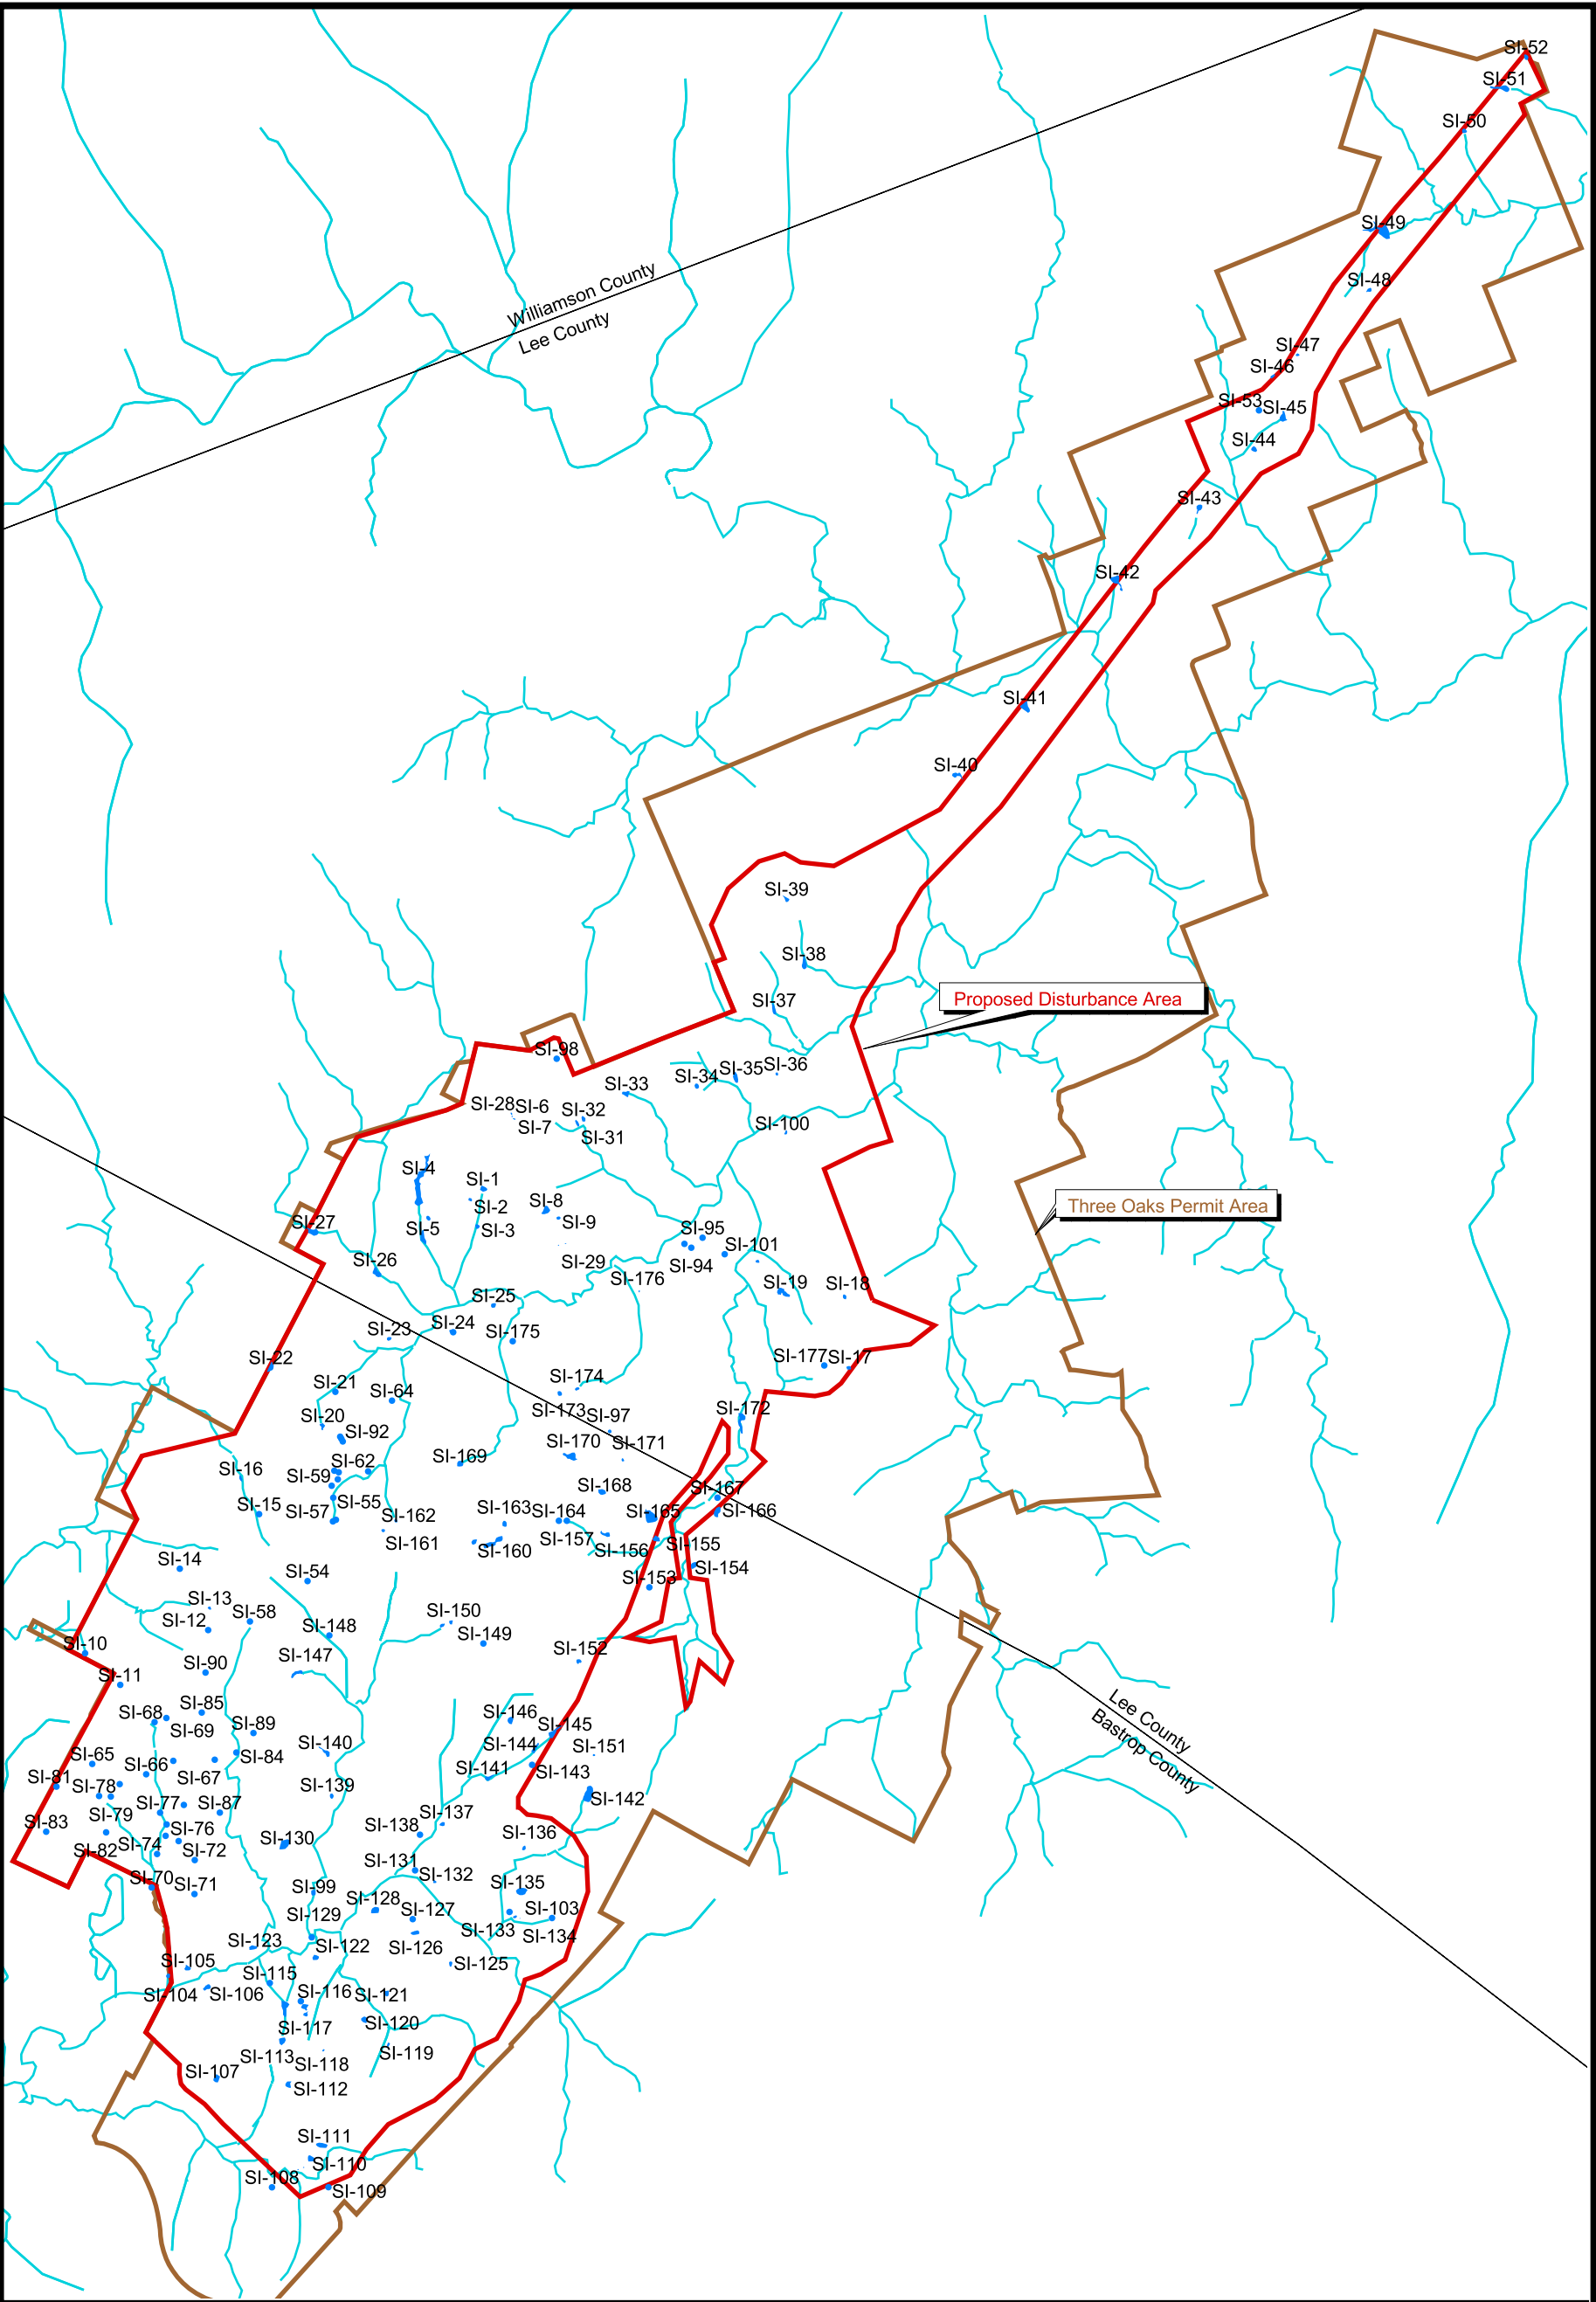 SI-52
SI-51
SI-50
SI-49
Williamson County
Lee County
SI-48
SI-47
SI-46
SI-53
SI-45
SI-44
SI-43
SI-42
SI-41
SI-40
SI-39
SI-38
SI-37
Proposed Disturbance Area
SI-98
SI-36
SI-35
SI-34
SI-33
SI-28
SI-6
SI-32
SI-7
SI-31
SI-100
SI-4
SI-1
SI-2
SI-8
Three Oaks Permit Area
SI-27
SI-5
SI-3
SI-9
SI-95
SI-101
SI-26
SI-29
SI-94
SI-176
SI-19
SI-18
SI-25
SI-24
SI-23
SI-175
SI-22
SI-177
SI-17
SI-21
SI-64
SI-174
SI-20
SI-173
SI-97
SI-172
SI-92
SI-170
SI-171
SI-16
SI-59
SI-62
SI-169
SI-168
SI-167
SI-15
SI-57
SI-55
SI-162
SI-163
SI-164
SI-165
SI-166
SI-161
SI-160
SI-157
SI-156
SI-155
SI-14
SI-54
SI-154
SI-153
SI-13
SI-12
SI-58
SI-148
SI-150
SI-149
SI-10
SI-11
SI-90
SI-147
SI-152
SI-68
SI-85
SI-69
SI-89
SI-146
SI-145
Lee County
Bastrop County
SI-65
SI-66
SI-84
SI-140
SI-144
SI-151
SI-81
SI-78
SI-67
SI-139
SI-141
SI-143
SI-142
SI-83
SI-79
SI-77
SI-87
SI-138
SI-137
SI-82
SI-74
SI-76
SI-72
SI-130
SI-136
SI-70
SI-71
SI-99
SI-131
SI-132
SI-135
SI-128
SI-127
SI-103
SI-129
SI-133
SI-134
SI-123
SI-122
SI-126
SI-125
SI-105
SI-104
SI-106
SI-115
SI-116
SI-121
SI-117
SI-120
SI-113
SI-118
SI-119
SI-107
SI-112
SI-111
SI-110
SI-108
SI-109